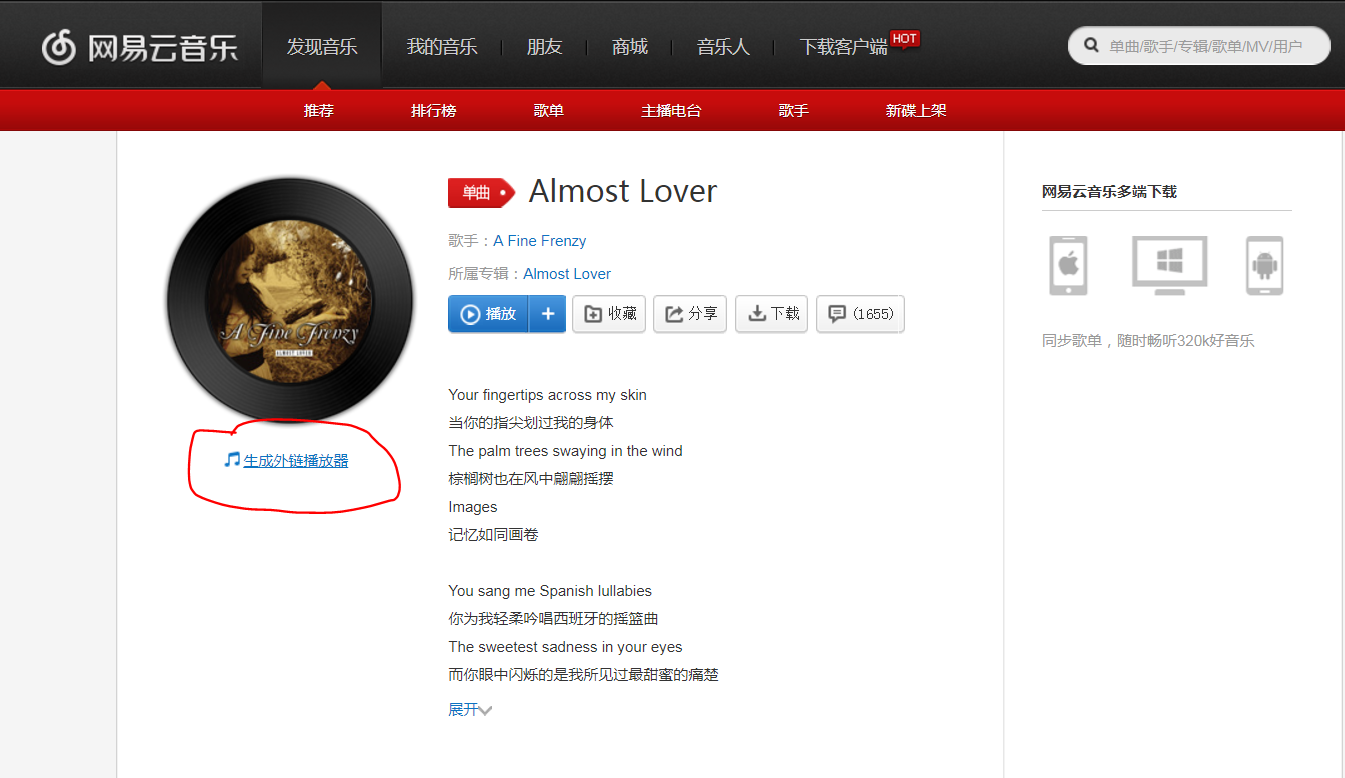 网易云音乐
发现音乐 我的音乐 朋友 商城 音乐人 下载客户端 HOT
单曲/歌手/专辑/歌单/MV/用户
推荐 排行榜 歌单 主播电台 歌手 新碟上架
A Fine Frenzy
ALMOST LOVER
生成外链播放器
单曲 Almost Lover
歌手：A Fine Frenzy
所属专辑：Almost Lover
播放 + 收藏 分享 下载 (1655)
Your fingertips across my skin
当你的指尖划过我的身体
The palm trees swaying in the wind
棕榈树也在风中翩翩摇摆
Images
记忆如同画卷
You sang me Spanish lullabies
你为我轻柔吟唱西班牙的摇篮曲
The sweetest sadness in your eyes
而你眼中闪烁的是我所见过最甜蜜的痛楚
展开
网易云音乐多端下载
同步歌单，随时畅听320k好音乐